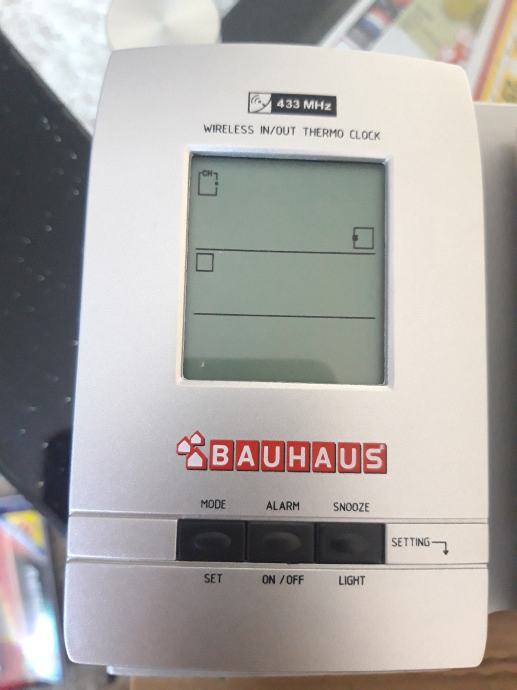 433 MHz
WIRELESS IN/OUT THERMO CLOCK
CH
BAUHAUS
MODE ALARM SNOOZE
SETTING
SET ON/OFF LIGHT